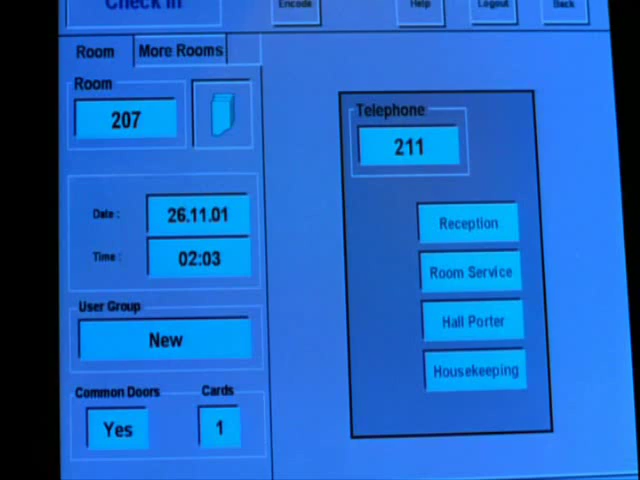 Check In
Encode
Help
Logout
Back
Room
More Rooms
Room
207
Telephone
211
Date :
26.11.01
Time :
02:03
Reception
Room Service
Hall Porter
Housekeeping
User Group
New
Common Doors
Cards
Yes
1